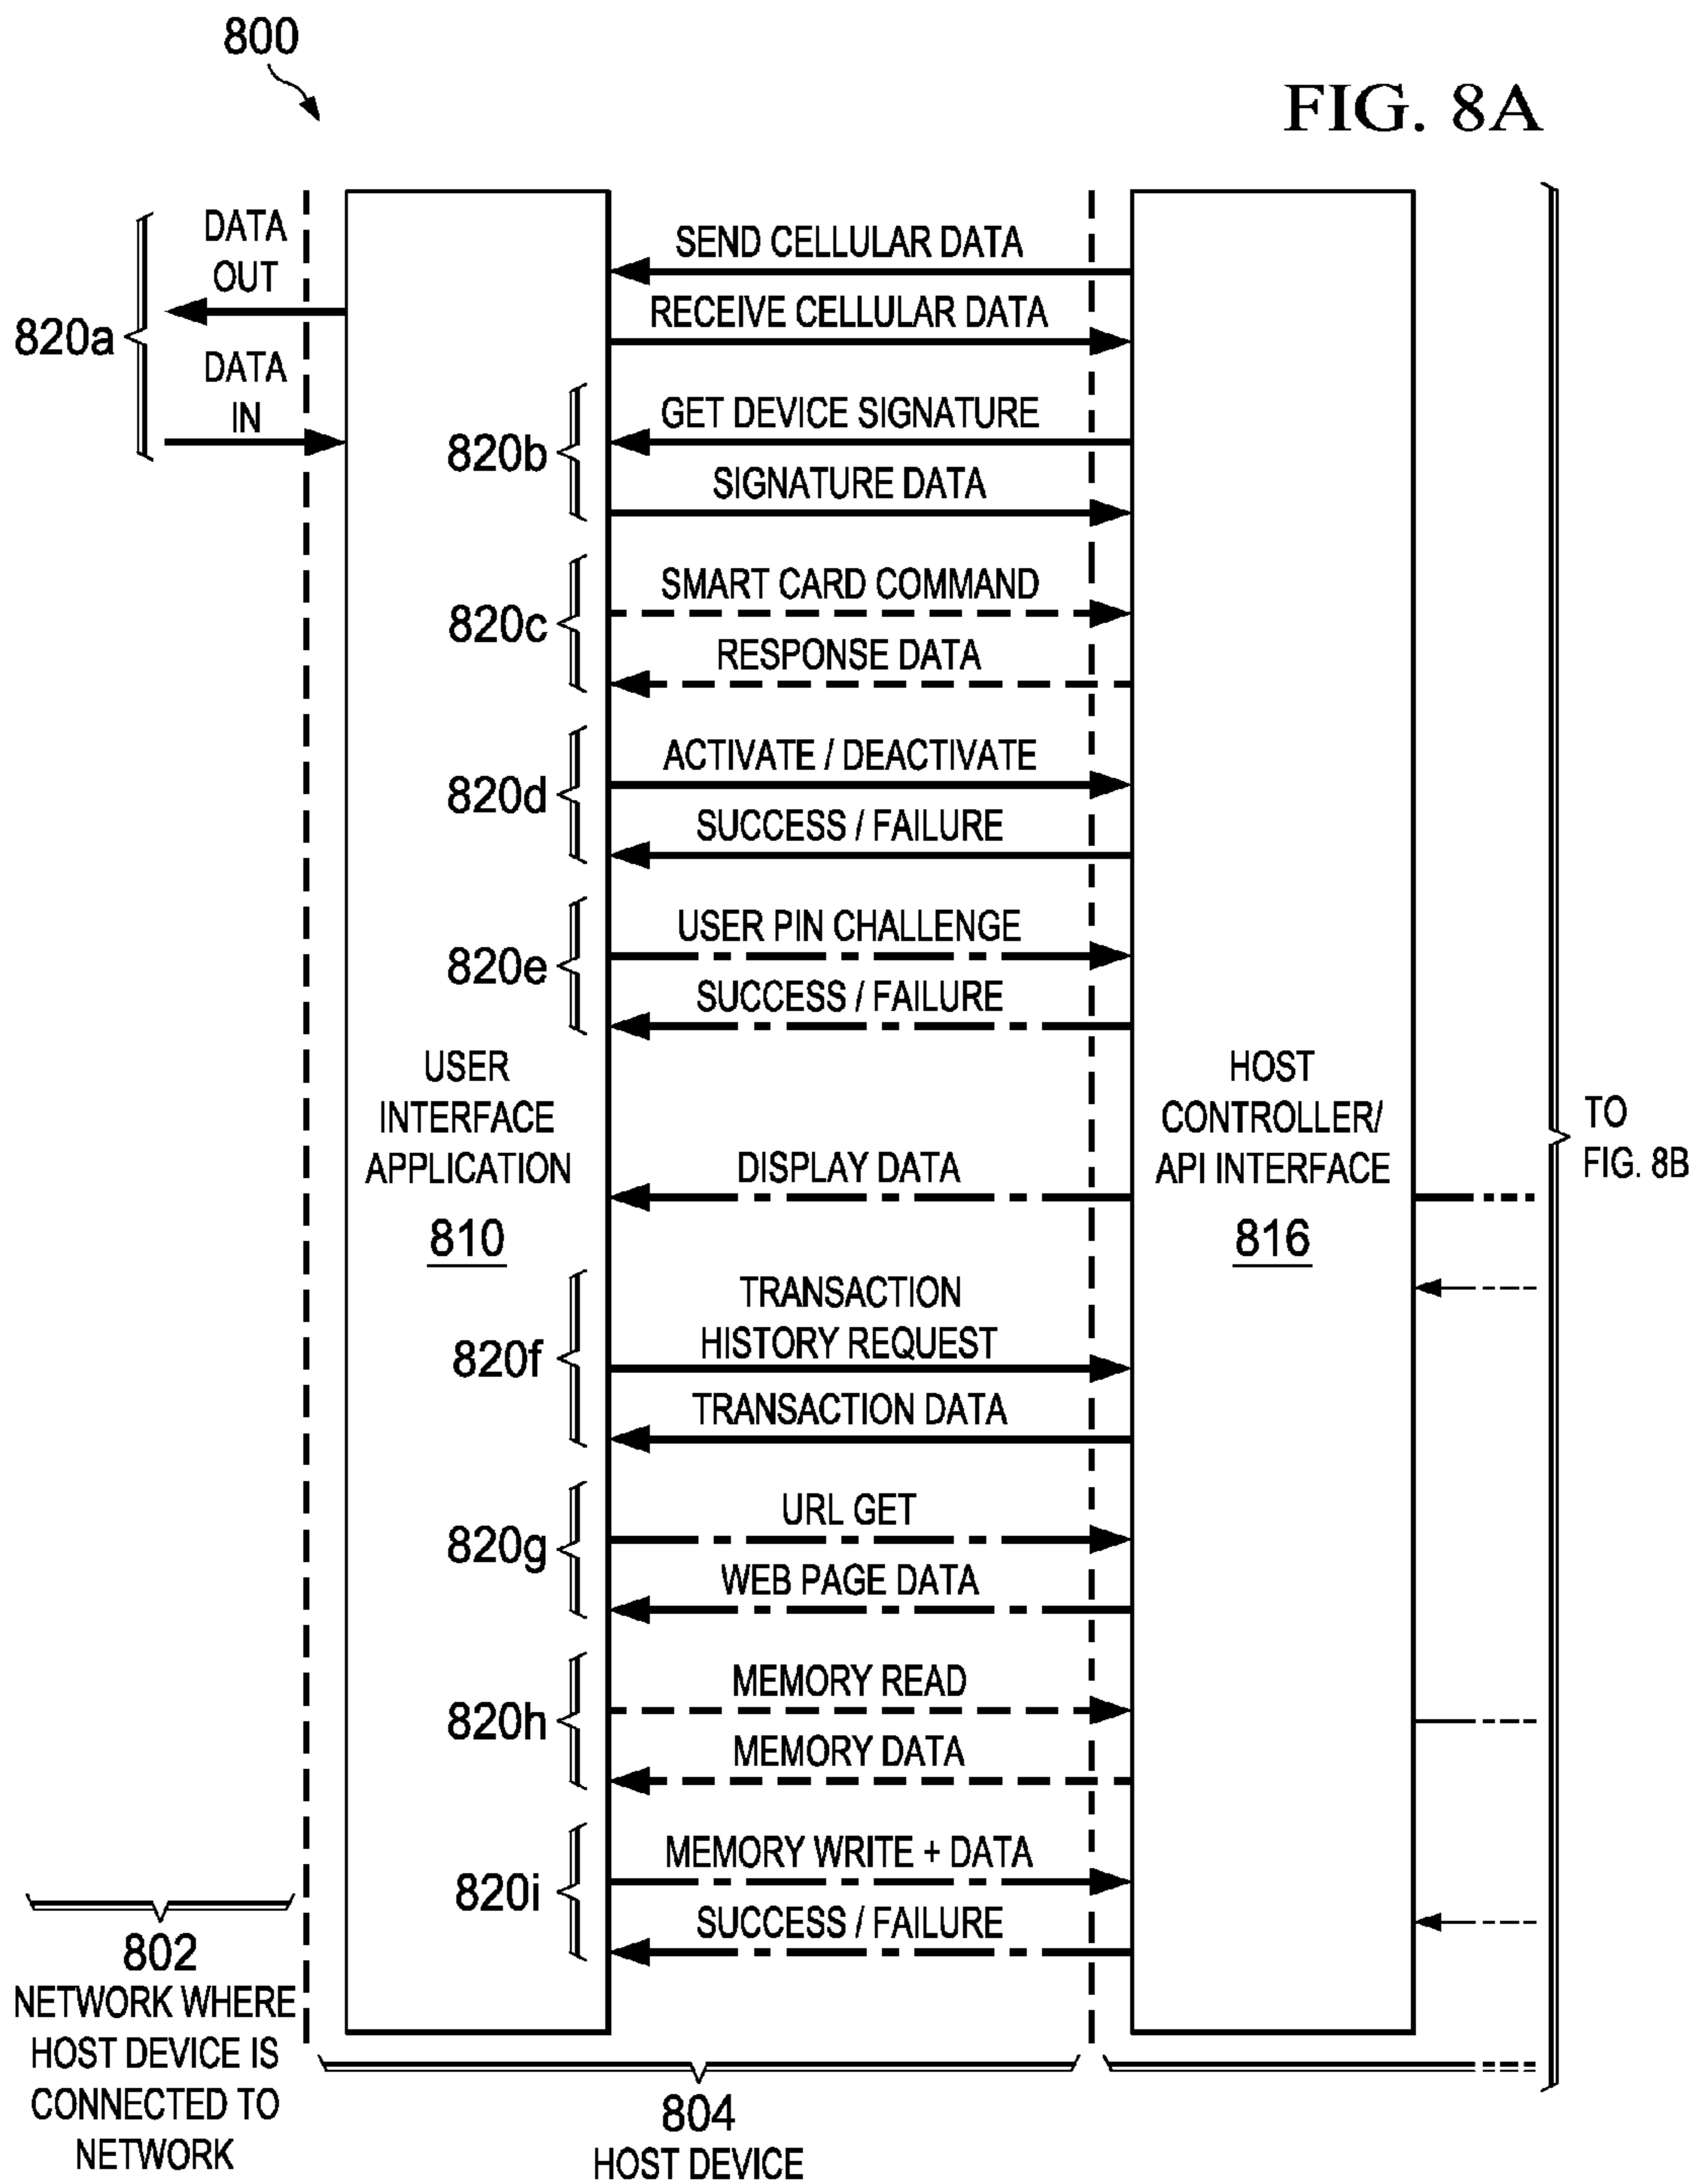 800
FIG. 8A
DATA
OUT
820a
DATA
IN
SEND CELLULAR DATA
RECEIVE CELLULAR DATA
820b
GET DEVICE SIGNATURE
SIGNATURE DATA
820c
SMART CARD COMMAND
RESPONSE DATA
820d
ACTIVATE / DEACTIVATE
SUCCESS / FAILURE
820e
USER PIN CHALLENGE
SUCCESS / FAILURE
USER
INTERFACE
APPLICATION
810
DISPLAY DATA
HOST
CONTROLLER/
API INTERFACE
816
TO
FIG. 8B
820f
TRANSACTION
HISTORY REQUEST
TRANSACTION DATA
820g
URL GET
WEB PAGE DATA
820h
MEMORY READ
MEMORY DATA
820i
MEMORY WRITE + DATA
SUCCESS / FAILURE
802
NETWORK WHERE
HOST DEVICE IS
CONNECTED TO
NETWORK
804
HOST DEVICE